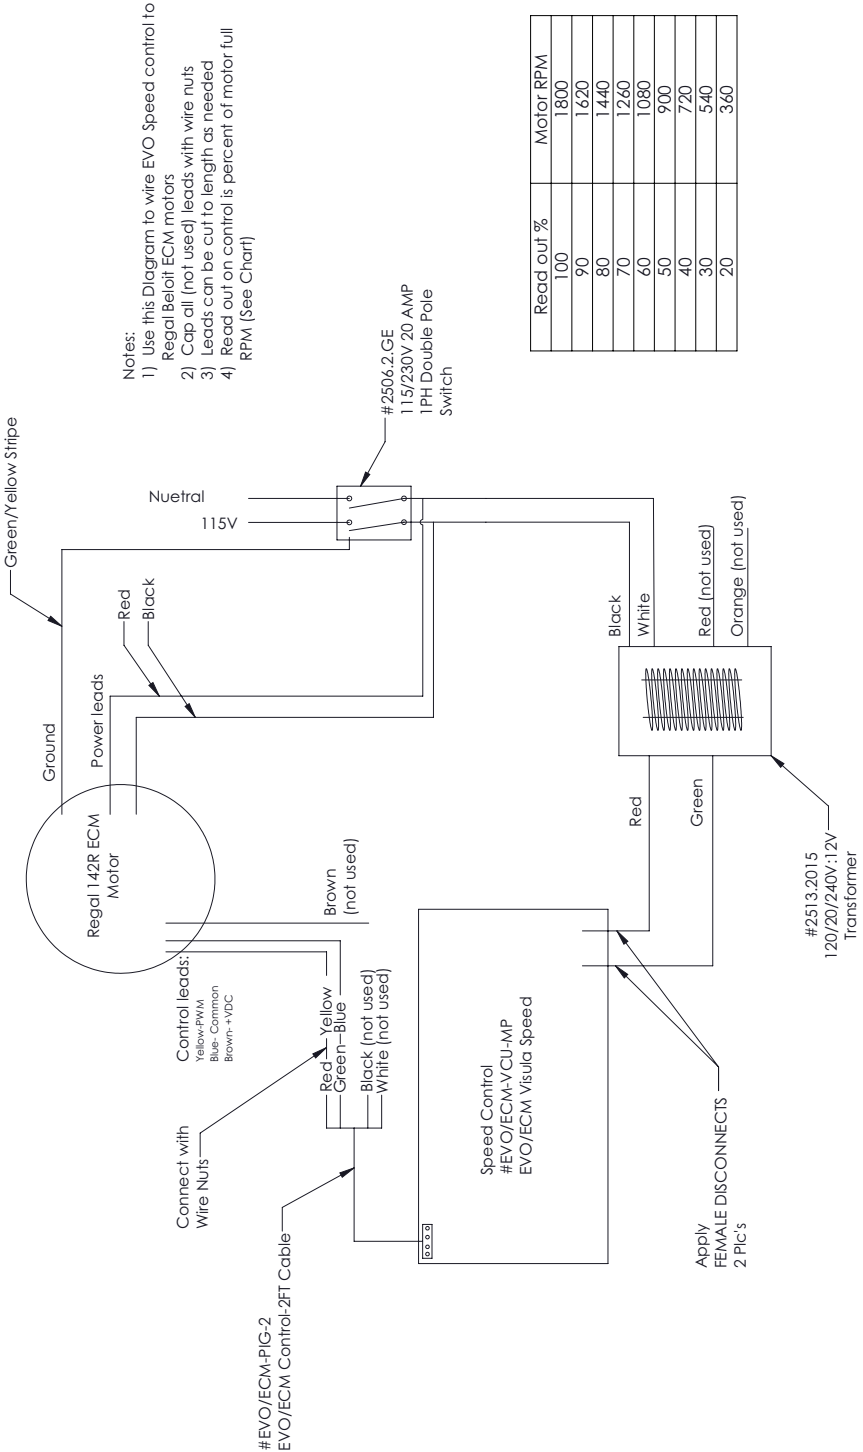 Notes:
1) Use this DIagram to wire EVO Speed control to
Regal Beloit ECM motors
2) Cap all (not used) leads with wire nuts
3) Leads can be cut to length as needed
4) Read out on control is percent of motor full
RPM (See Chart)
Green/Yellow Stripe
Nuetral
115V
#2506.2.GE
115/230V 20 AMP
1PH Double Pole
Switch
Read out % Motor RPM
100 1800
90 1620
80 1440
70 1260
60 1080
50 900
40 720
30 540
20 360
Ground
Power leads
Red
Black
Regal 142R ECM
Motor
Control leads:
Yellow-PWM
Blue- Common
Brown- +VDC
Brown
(not used)
Connect with
Wire Nuts
Red Yellow
Green Blue
Black (not used)
White (not used)
#EVO/ECM-PIG-2
EVO/ECM Control-2FT Cable
Speed Control
#EVO/ECM-VCU-MP
EVO/ECM Visula Speed
Black
White
Red (not used)
Orange (not used)
Red
Green
#2513.2015
120/20/240V:12V
Transformer
Apply
FEMALE DISCONNECTS
2 Plc's